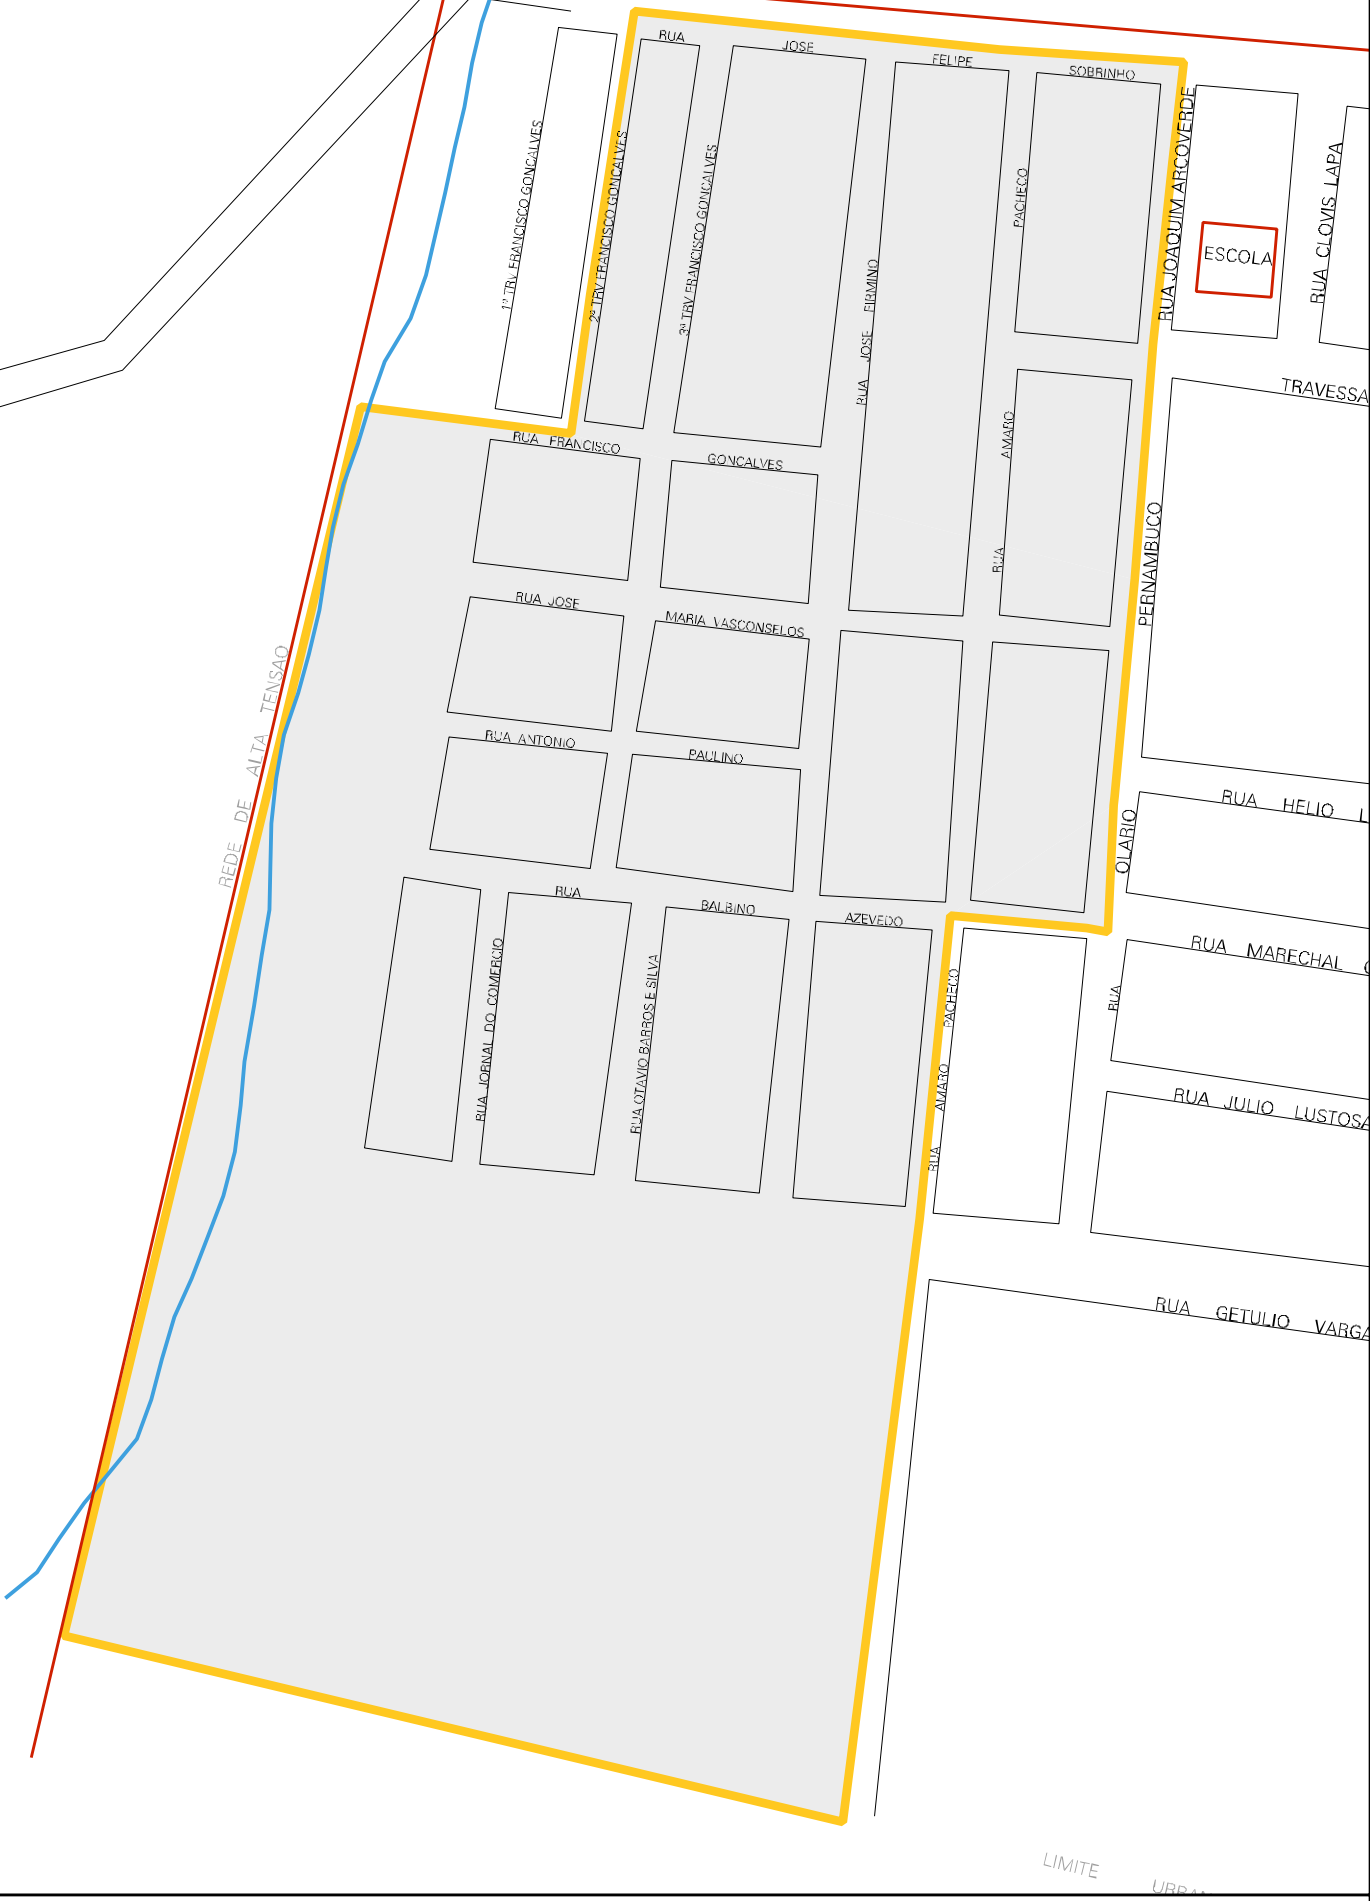 RUA JOSE FELIPE SOBRINHO
1ª TRV FRANCISCO GONCALVES
2ª TRV FRANCISCO GONCALVES
3ª TRV FRANCISCO GONCALVES
RUA JOSE FIRMINO
RUA AMARO PACHECO
RUA JOAQUIM ARCOVERDE
ESCOLA
RUA CLOVIS LAPA
TRAVESSA
RUA FRANCISCO GONCALVES
PERNAMBUCO
RUA JOSE MARIA VASCONSELOS
REDE DE ALTA TENSAO
RUA ANTONIO PAULINO
RUA HELIO L
RUA OLARIO
RUA BALBINO AZEVEDO
RUA JORNAL DO COMERCIO
RUA OTAVIO BARROS E SILVA
RUA AMARO PACHECO
RUA MARECHAL
RUA JULIO LUSTOSA
RUA GETULIO VARGA
LIMITE